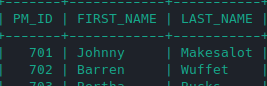 +-------+------------+-----------+
| PM_ID | FIRST_NAME | LAST_NAME |
+-------+------------+-----------+
| 701 | Johnny | Makesalot |
| 702 | Barren | Wuffet |